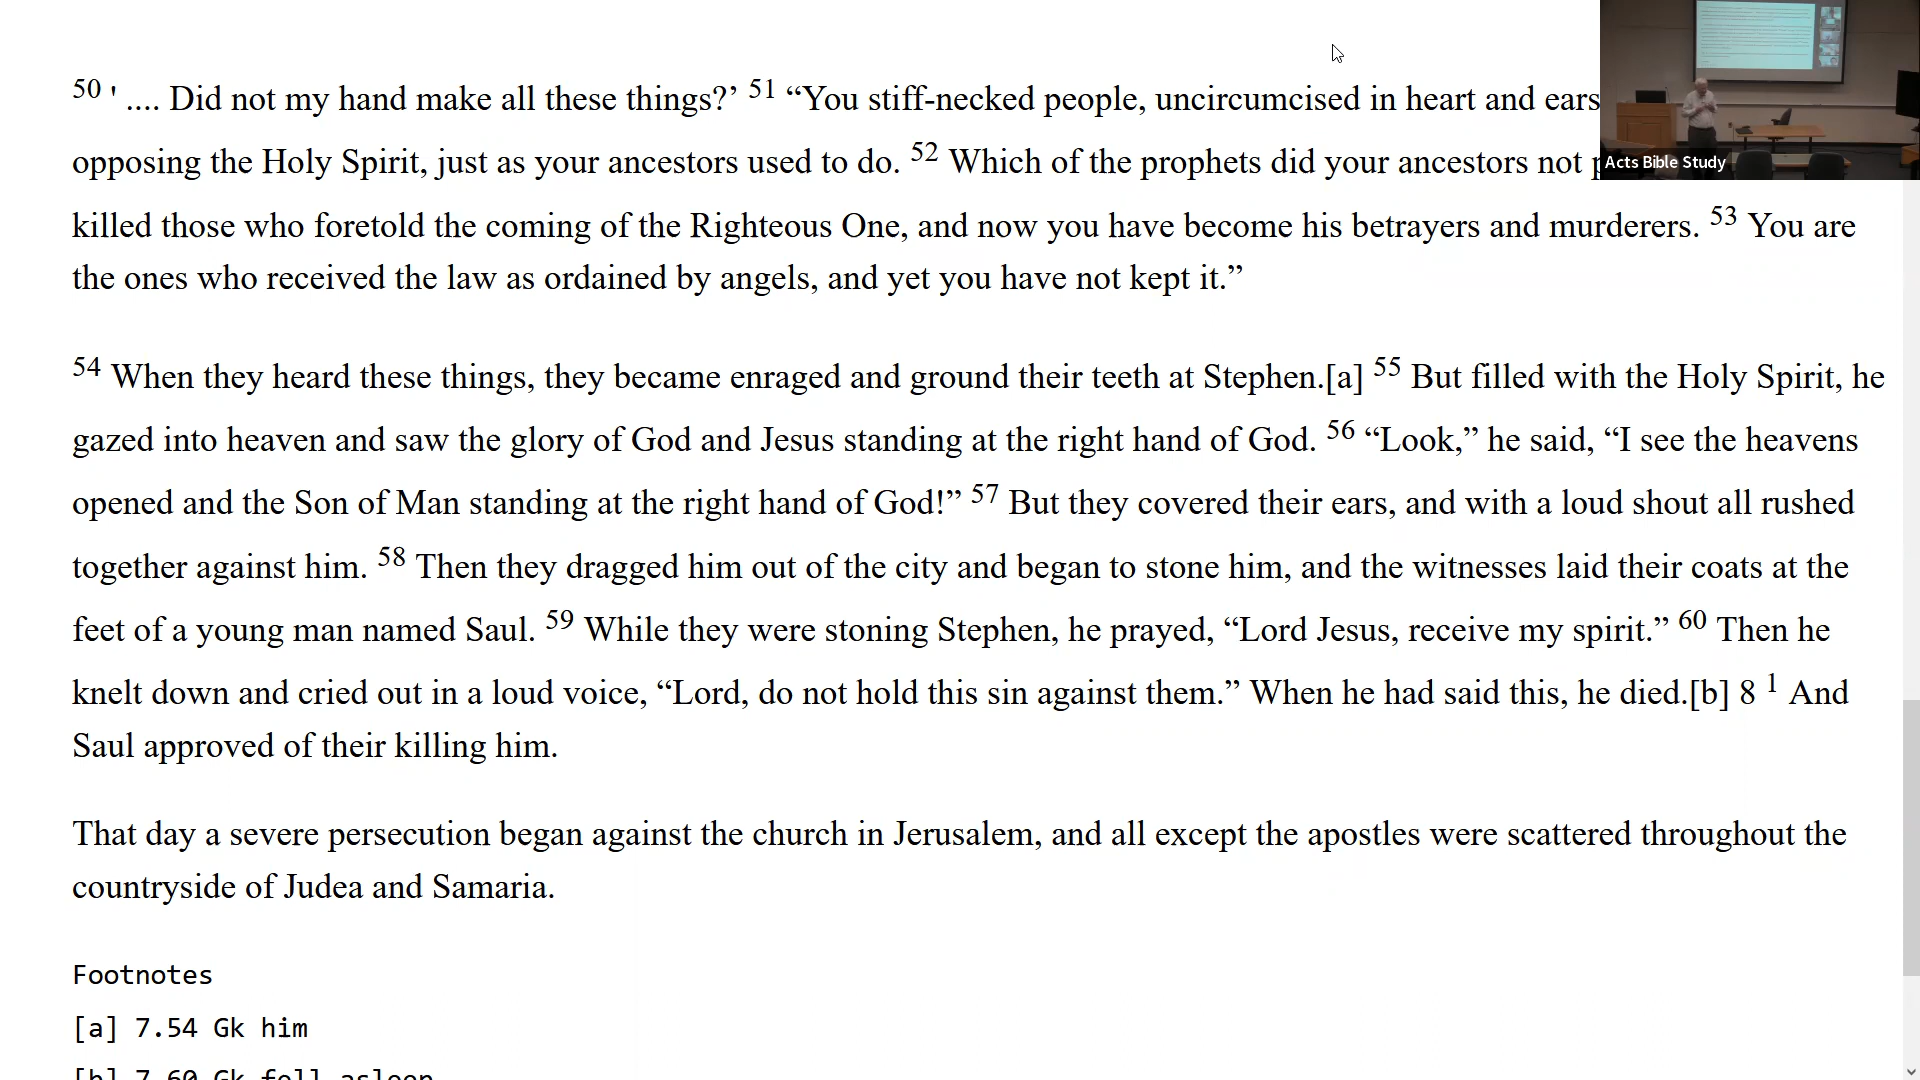 50 ' .... Did not my hand make all these things?’ 51 “You stiff-necked people, uncircumcised in heart and ears
opposing the Holy Spirit, just as your ancestors used to do. 52 Which of the prophets did your ancestors not
killed those who foretold the coming of the Righteous One, and now you have become his betrayers and murderers. 53 You are
the ones who received the law as ordained by angels, and yet you have not kept it.”
54 When they heard these things, they became enraged and ground their teeth at Stephen.[a] 55 But filled with the Holy Spirit, he
gazed into heaven and saw the glory of God and Jesus standing at the right hand of God. 56 “Look,” he said, “I see the heavens
opened and the Son of Man standing at the right hand of God!” 57 But they covered their ears, and with a loud shout all rushed
together against him. 58 Then they dragged him out of the city and began to stone him, and the witnesses laid their coats at the
feet of a young man named Saul. 59 While they were stoning Stephen, he prayed, “Lord Jesus, receive my spirit.” 60 Then he
knelt down and cried out in a loud voice, “Lord, do not hold this sin against them.” When he had said this, he died.[b] 8 1 And
Saul approved of their killing him.
That day a severe persecution began against the church in Jerusalem, and all except the apostles were scattered throughout the
countryside of Judea and Samaria.
Footnotes
[a] 7.54 Gk him
[b] 7.60 Gk fell asleep
Acts Bible Study